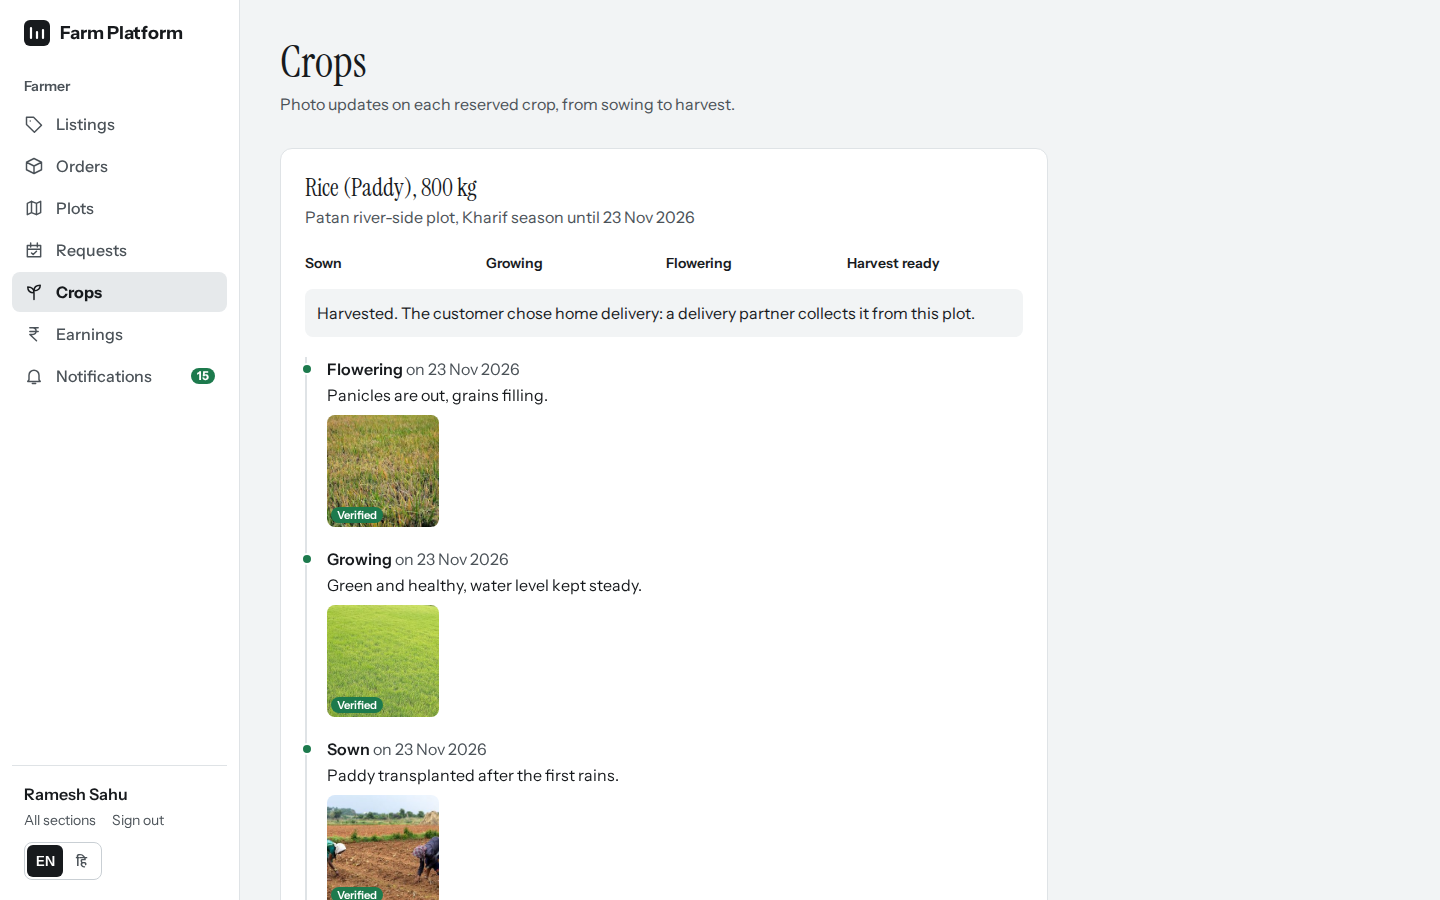 Farm Platform
Farmer
Listings
Orders
Plots
Requests
Crops
Earnings
Notifications 15
Ramesh Sahu
All sections Sign out
EN हि
Crops
Photo updates on each reserved crop, from sowing to harvest.
Rice (Paddy), 800 kg
Patan river-side plot, Kharif season until 23 Nov 2026
Sown Growing Flowering Harvest ready
Harvested. The customer chose home delivery: a delivery partner collects it from this plot.
Flowering on 23 Nov 2026
Panicles are out, grains filling.
Verified
Growing on 23 Nov 2026
Green and healthy, water level kept steady.
Verified
Sown on 23 Nov 2026
Paddy transplanted after the first rains.
Verified